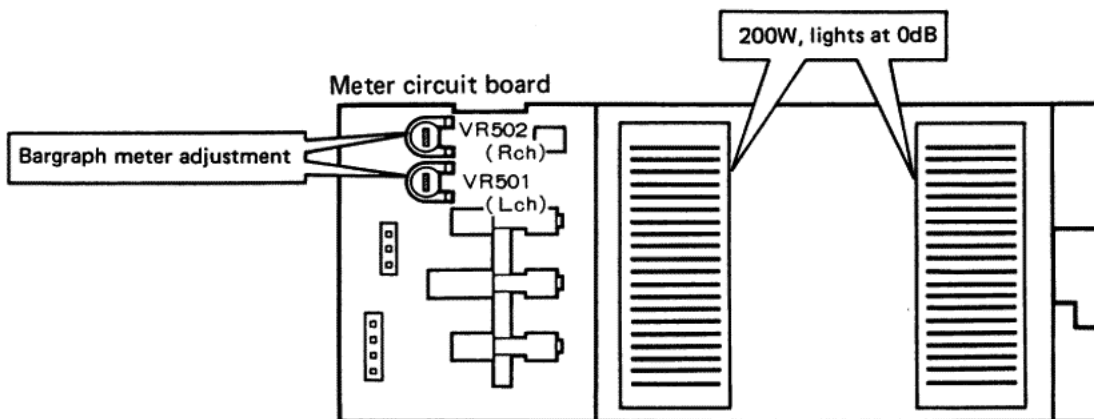 200W, lights at 0dB
Meter circuit board
VR502
(Rch)
Bargraph meter adjustment
VR501
(Lch)